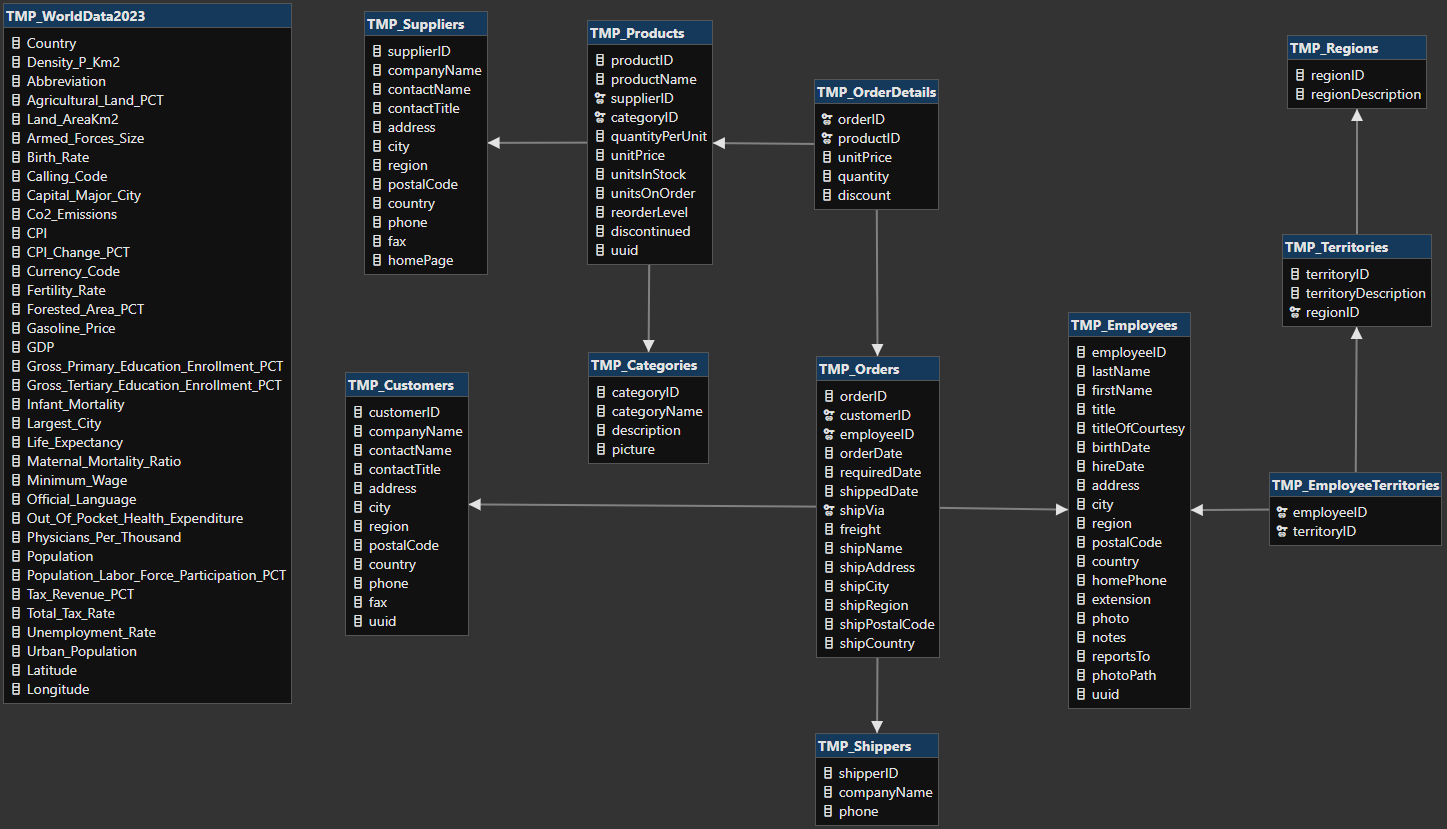 TMP_WorldData2023
Country
Density_P_Km2
Abbreviation
Agricultural_Land_PCT
Land_AreaKm2
Armed_Forces_Size
Birth_Rate
Calling_Code
Capital_Major_City
Co2_Emissions
CPI
CPI_Change_PCT
Currency_Code
Fertility_Rate
Forested_Area_PCT
Gasoline_Price
GDP
Gross_Primary_Education_Enrollment_PCT
Gross_Tertiary_Education_Enrollment_PCT
Infant_Mortality
Largest_City
Life_Expectancy
Maternal_Mortality_Ratio
Minimum_Wage
Official_Language
Out_Of_Pocket_Health_Expenditure
Physicians_Per_Thousand
Population
Population_Labor_Force_Participation_PCT
Tax_Revenue_PCT
Total_Tax_Rate
Unemployment_Rate
Urban_Population
Latitude
Longitude
TMP_Suppliers
supplierID
companyName
contactName
contactTitle
address
city
region
postalCode
country
phone
fax
homePage
TMP_Customers
customerID
companyName
contactName
contactTitle
address
city
region
postalCode
country
phone
fax
uuid
TMP_Products
productID
productName
supplierID
categoryID
quantityPerUnit
unitPrice
unitsInStock
unitsOnOrder
reorderLevel
discontinued
uuid
TMP_Categories
categoryID
categoryName
description
picture
TMP_OrderDetails
orderID
productID
unitPrice
quantity
discount
TMP_Orders
orderID
customerID
employeeID
orderDate
requiredDate
shippedDate
shipVia
freight
shipName
shipAddress
shipCity
shipRegion
shipPostalCode
shipCountry
TMP_Shippers
shipperID
companyName
phone
TMP_Employees
employeeID
lastName
firstName
title
titleOfCourtesy
birthDate
hireDate
address
city
region
postalCode
country
homePhone
extension
photo
notes
reportsTo
photoPath
uuid
TMP_Regions
regionID
regionDescription
TMP_Territories
territoryID
territoryDescription
regionID
TMP_EmployeeTerritories
employeeID
territoryID